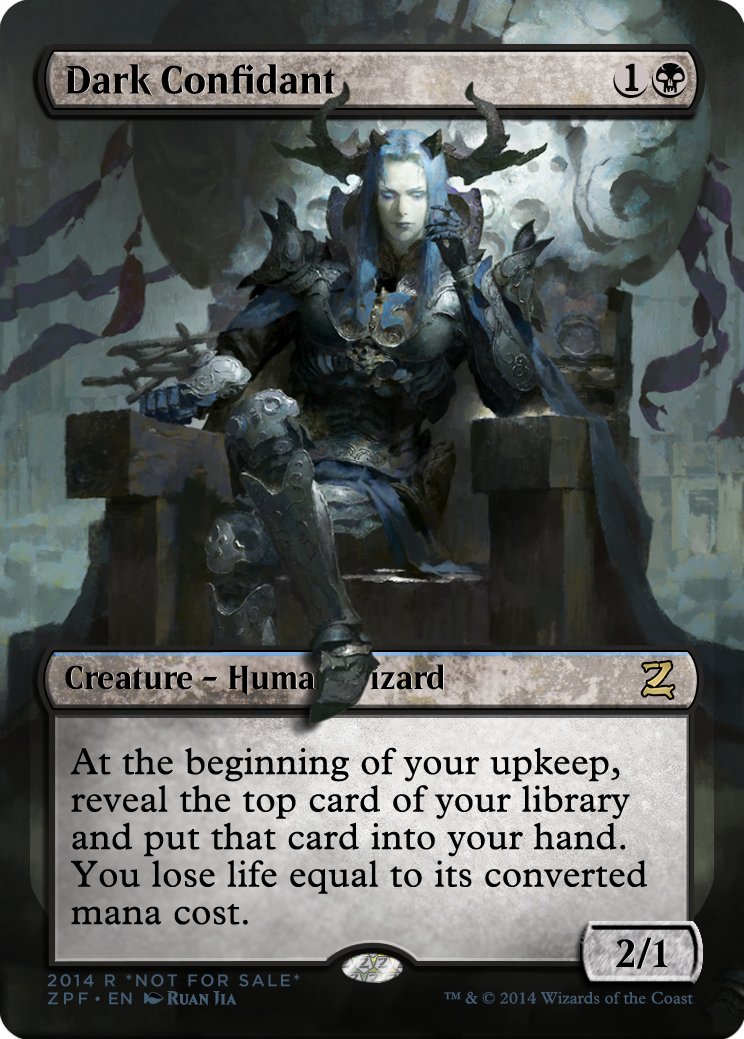 Dark Confidant 1
Creature – Huma izard Z
At the beginning of your upkeep,
reveal the top card of your library
and put that card into your hand.
You lose life equal to its converted
mana cost.
2/1
2014 R *NOT FOR SALE*
ZPF • EN RUAN JIA
™ & © 2014 Wizards of the Coast